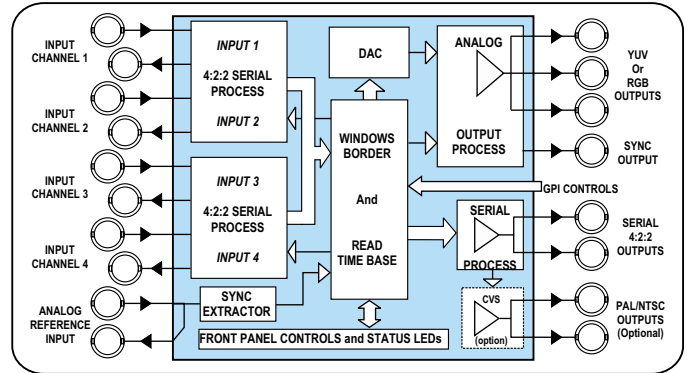 INPUT
CHANNEL 1
INPUT
CHANNEL 2
INPUT
CHANNEL 3
INPUT
CHANNEL 4
ANALOG
REFERENCE
INPUT
INPUT 1
4:2:2 SERIAL
PROCESS
INPUT 2
INPUT 3
4:2:2 SERIAL
PROCESS
INPUT 4
SYNC
EXTRACTOR
DAC
WINDOWS
BORDER
And
READ
TIME BASE
FRONT PANEL CONTROLS and STATUS LEDs
ANALOG
OUTPUT
PROCESS
SERIAL
PROCESS
CVS
(option)
YUV
Or
RGB
OUTPUTS
SYNC
OUTPUT
GPI CONTROLS
SERIAL
4:2:2
OUTPUTS
PAL/NTSC
OUTPUTS
(Optional)